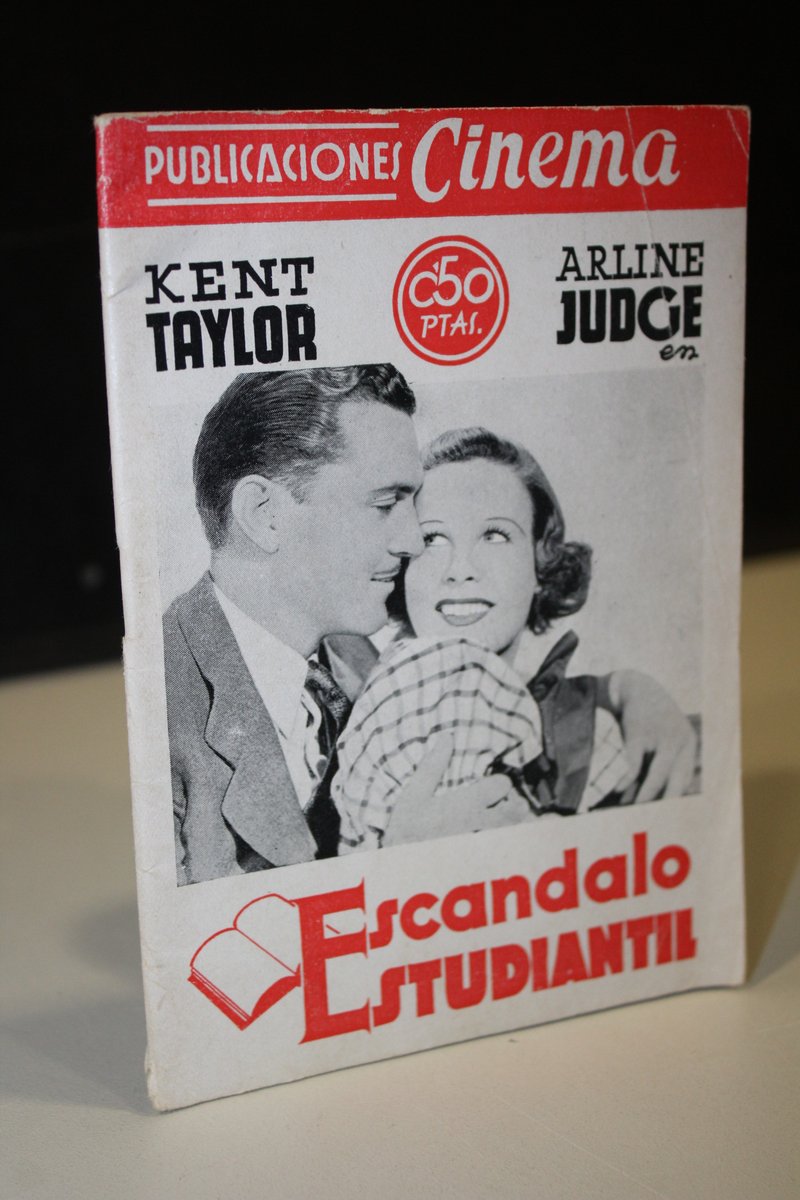 PUBLICACIONES Cinema
KENT
TAYLOR
0'50
PTAS.
ARLINE
JUDGE
en
Escandalo
ESTUDIANTIL